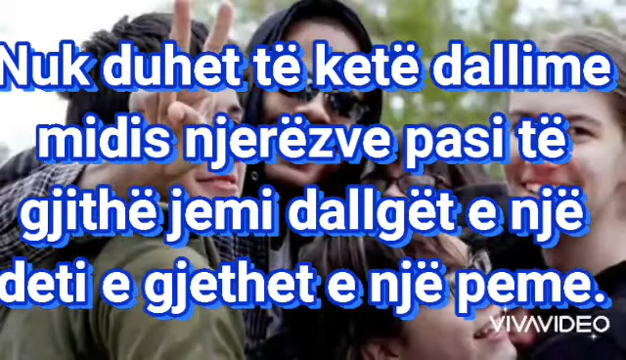 Nuk duhet të ketë dallime
midis njerëzve pasi të
gjithë jemi dallgët e një
deti e gjethet e një peme.
VIVAVIDEO